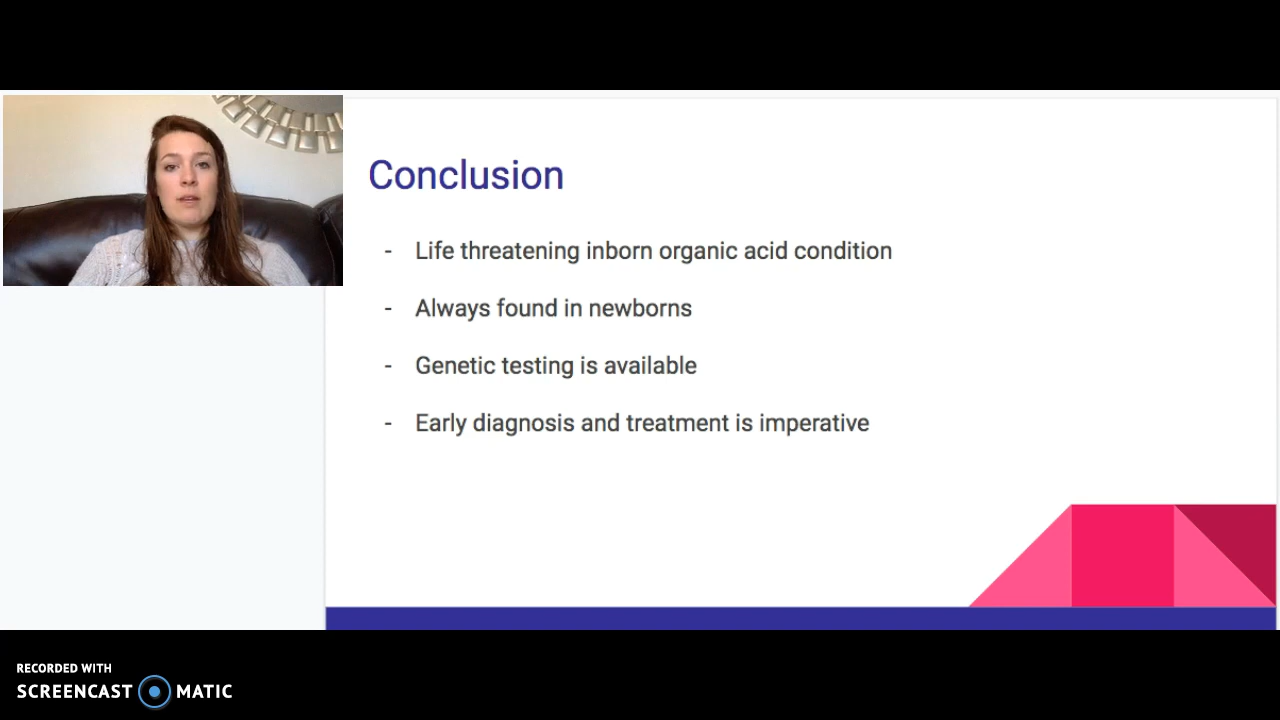 Conclusion
- Life threatening inborn organic acid condition
- Always found in newborns
- Genetic testing is available
- Early diagnosis and treatment is imperative
RECORDED WITH
SCREENCAST MATIC